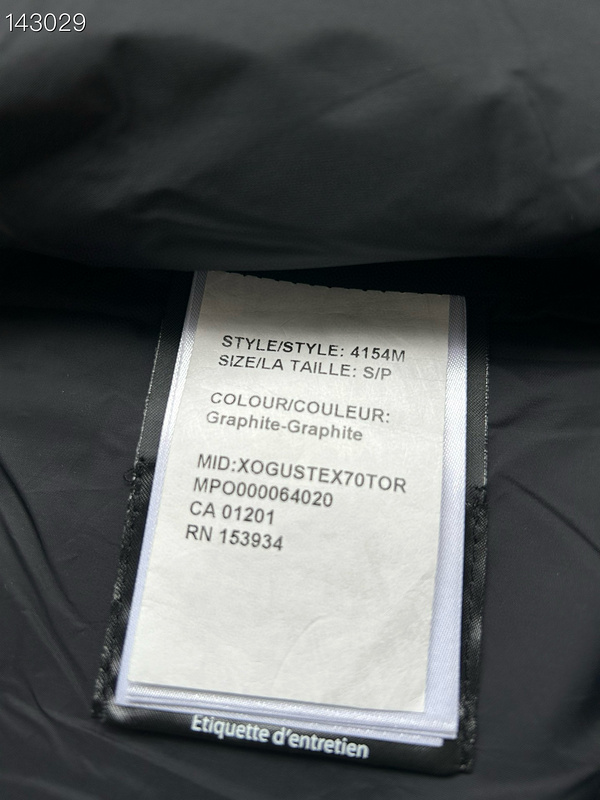 143029
STYLE/STYLE: 4154M
SIZE/LA TAILLE: S/P
COLOUR/COULEUR:
Graphite-Graphite
MID:XOGUSTEX70TOR
MPO000064020
CA 01201
RN 153934
Etiquette d'entretien